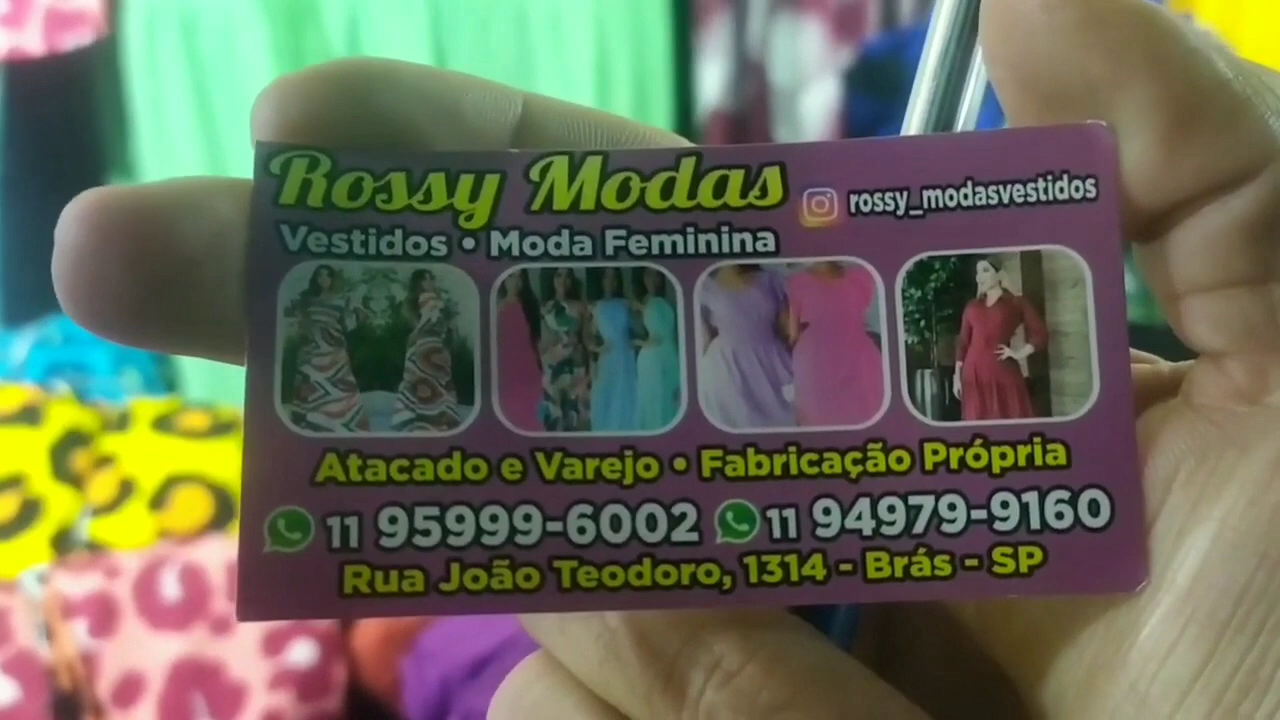 Rossy Modas
rossy_modasvestidos
Vestidos • Moda Feminina
Atacado e Varejo • Fabricação Própria
11 95999-6002 11 94979-9160
Rua João Teodoro, 1314 - Brás - SP